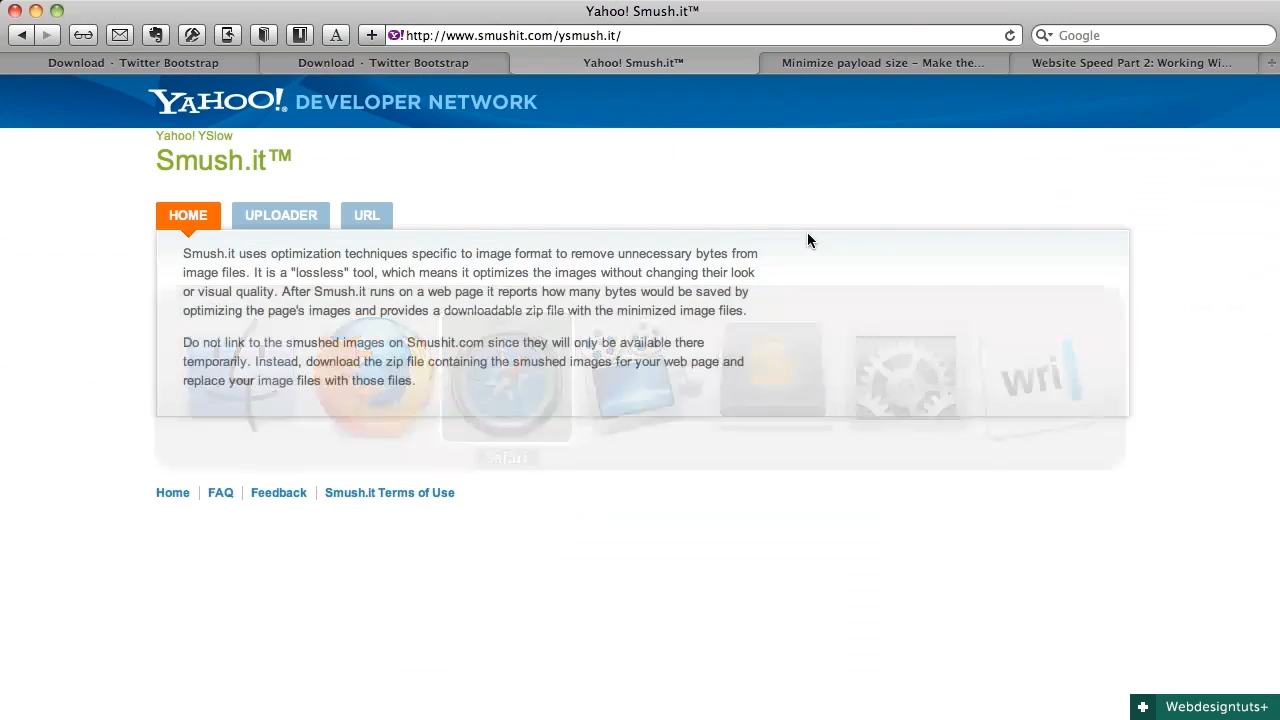 Yahoo! Smush.it™
A
http://www.smushit.com/ysmush.it/
Google
Download · Twitter Bootstrap
Download · Twitter Bootstrap
Yahoo! Smush.it™
Minimize payload size – Make the...
Website Speed Part 2: Working Wi...
YAHOO! DEVELOPER NETWORK
Yahoo! YSlow
Smush.it™
HOME
UPLOADER
URL
Smush.it uses optimization techniques specific to image format to remove unnecessary bytes from
image files. It is a "lossless" tool, which means it optimizes the images without changing their look
or visual quality. After Smush.it runs on a web page it reports how many bytes would be saved by
optimizing the page's images and provides a downloadable zip file with the minimized image files.
Do not link to the smushed images on Smushit.com since they will only be available there
temporarily. Instead, download the zip file containing the smushed images for your web page and
replace your image files with those files.
wri
Safari
Home
FAQ
Feedback
Smush.it Terms of Use
Webdesigntuts+